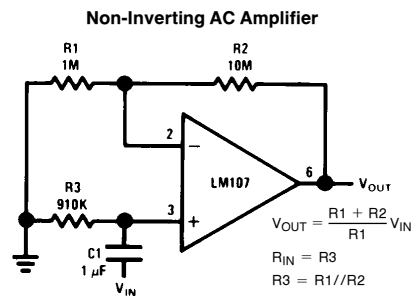 Non-Inverting AC Amplifier
R1
1M
R2
10M
2
−
LM107
6
VOUT
R3
910K
3
+
C1
1 μF
VIN
VOUT = R1 + R2 / R1 VIN
RIN = R3
R3 = R1//R2